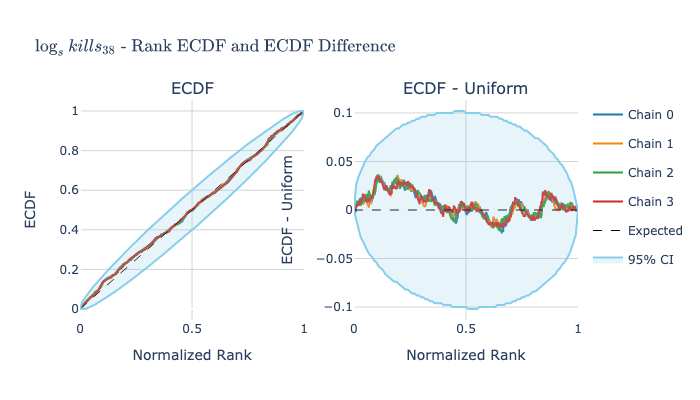 log_s kills_38 - Rank ECDF and ECDF Difference
ECDF
ECDF - Uniform
ECDF
1
0.8
0.6
0.4
0.2
0
0
0.5
1
Normalized Rank
ECDF - Uniform
0.1
0.05
0
−0.05
−0.1
0
0.5
1
Normalized Rank
Chain 0
Chain 1
Chain 2
Chain 3
Expected
95% CI